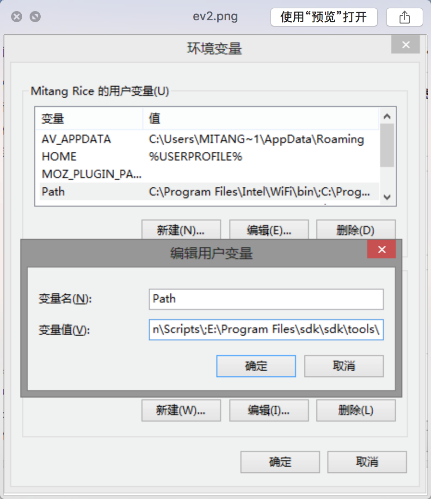 ev2.png
使用“预览”打开
环境变量
Mitang Rice 的用户变量(U)
变量 值
AV_APPDATA C:\Users\MITANG~1\AppData\Roaming
HOME %USERPROFILE%
MOZ_PLUGIN_PA...
Path C:\Program Files\Intel\WiFi\bin\;C:\Prog...
新建(N)... 编辑(E)... 删除(D)
编辑用户变量
变量名(N): Path
变量值(V): n\Scripts\;E:\Program Files\sdk\sdk\tools\
确定 取消
新建(W)... 编辑(I)... 删除(L)
确定 取消